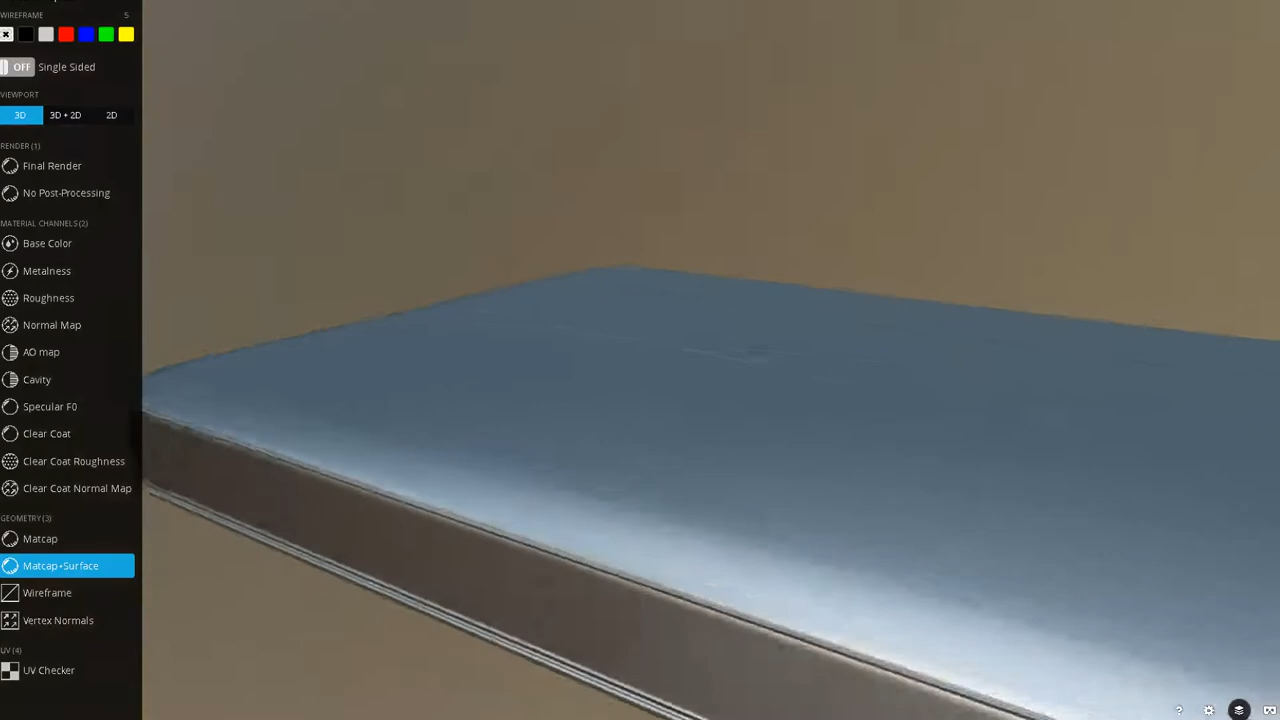 WIREFRAME 5
OFF Single Sided
VIEWPORT
3D 3D + 2D 2D
RENDER (1)
Final Render
No Post-Processing
MATERIAL CHANNELS (2)
Base Color
Metalness
Roughness
Normal Map
AO map
Cavity
Specular F0
Clear Coat
Clear Coat Roughness
Clear Coat Normal Map
GEOMETRY (3)
Matcap
Matcap+Surface
Wireframe
Vertex Normals
UV (4)
UV Checker
?